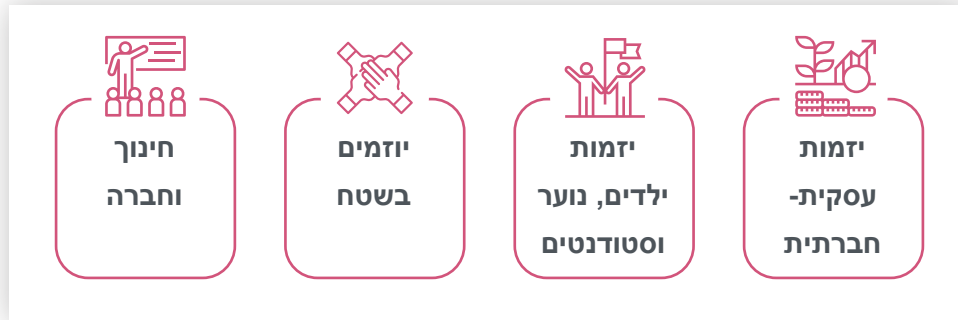 יזמות
עסקית-
חברתית
יזמות
ילדים, נוער
וסטודנטים
יוזמים
בשטח
חינוך
וחברה